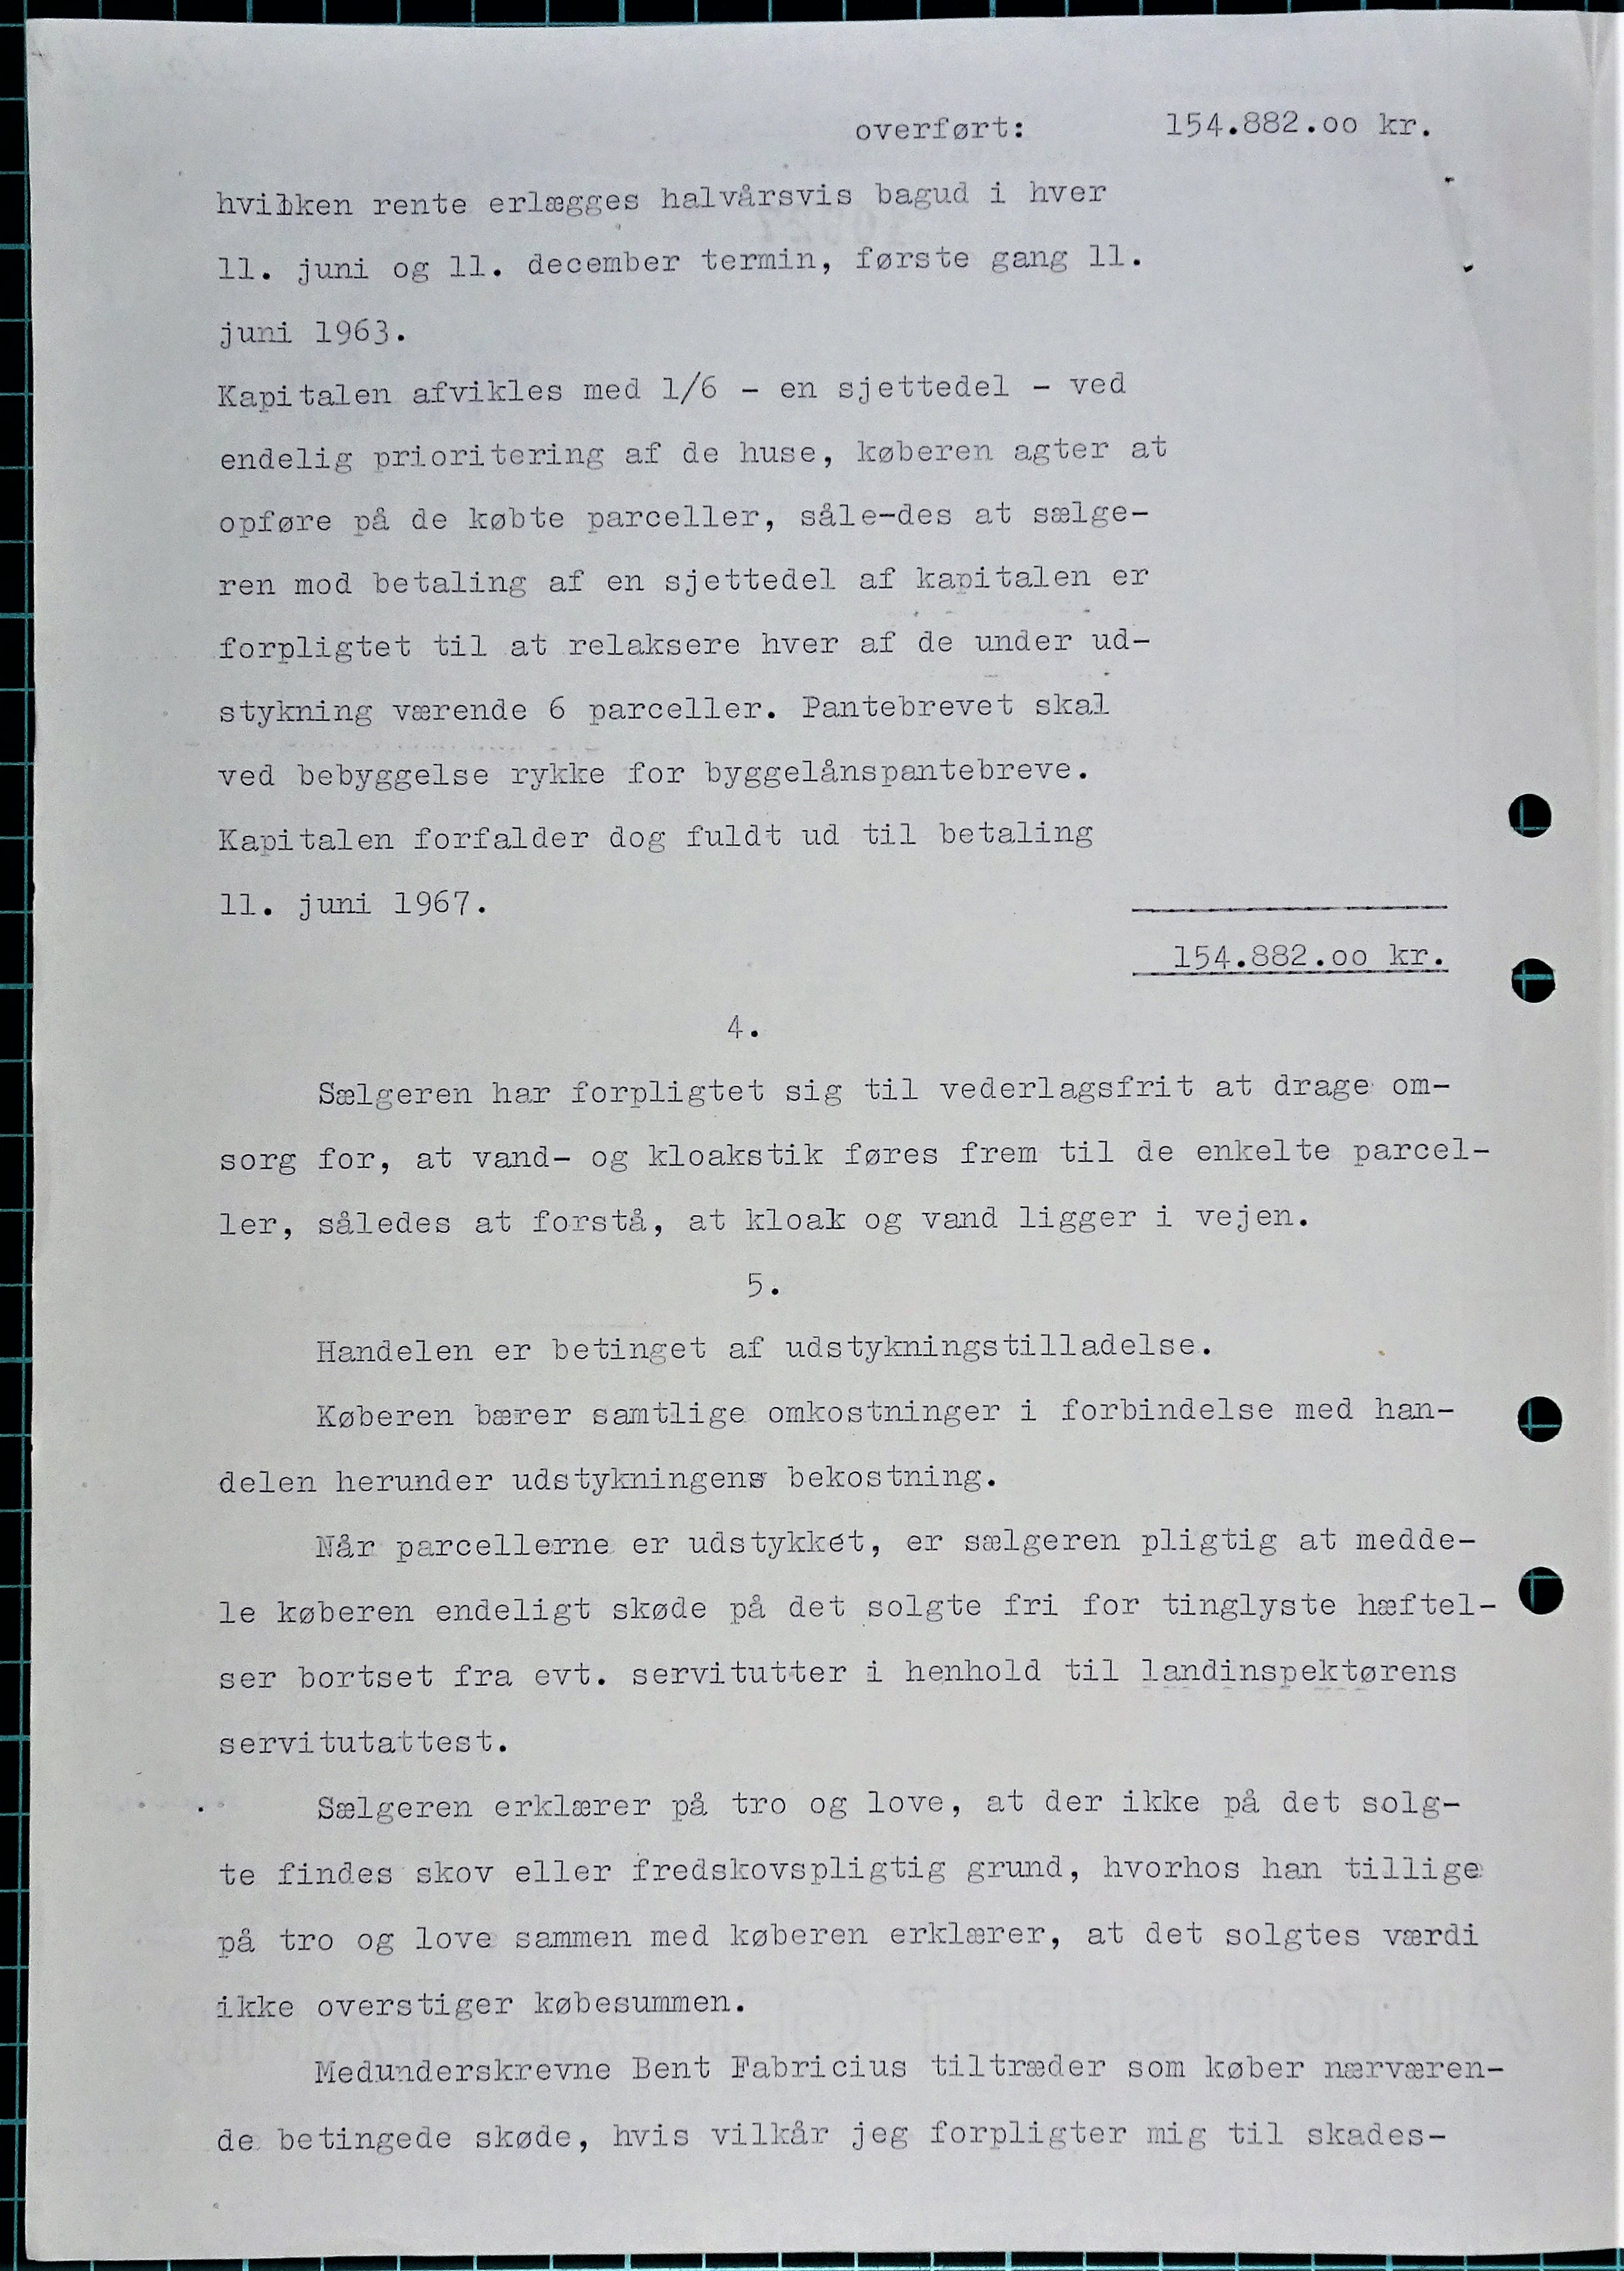 overført: 154.882.oo kr.
hvilken rente erlægges halvårsvis bagud i hver
11. juni og 11. december termin, første gang 11.
juni 1963.
Kapitalen afvikles med 1/6 - en sjettedel - ved
endelig prioritering af de huse, køberen agter at
opføre på de købte parceller, såle-des at sælge-
ren mod betaling af en sjettedel af kapitalen er
forpligtet til at relaksere hver af de under ud-
stykning værende 6 parceller. Pantebrevet skal
ved bebyggelse rykke for byggelånspantebreve.
Kapitalen forfalder dog fuldt ud til betaling
11. juni 1967.
154.882.oo kr.
4.
Sælgeren har forpligtet sig til vederlagsfrit at drage om-
sorg for, at vand- og kloakstik føres frem til de enkelte parcel-
ler, således at forstå, at kloak og vand ligger i vejen.
5.
Handelen er betinget af udstykningstilladelse.
Køberen bærer samtlige omkostninger i forbindelse med han-
delen herunder udstykningens bekostning.
Når parcellerne er udstykket, er sælgeren pligtig at medde-
le køberen endeligt skøde på det solgte fri for tinglyste hæftel-
ser bortset fra evt. servitutter i henhold til landinspektørens
servitutattest.
Sælgeren erklærer på tro og love, at der ikke på det solg-
te findes skov eller fredskovspligtig grund, hvorhos han tillige
på tro og love sammen med køberen erklærer, at det solgtes værdi
ikke overstiger købesummen.
Medunderskrevne Bent Fabricius tiltræder som køber nærværen-
de betingede skøde, hvis vilkår jeg forpligter mig til skades-